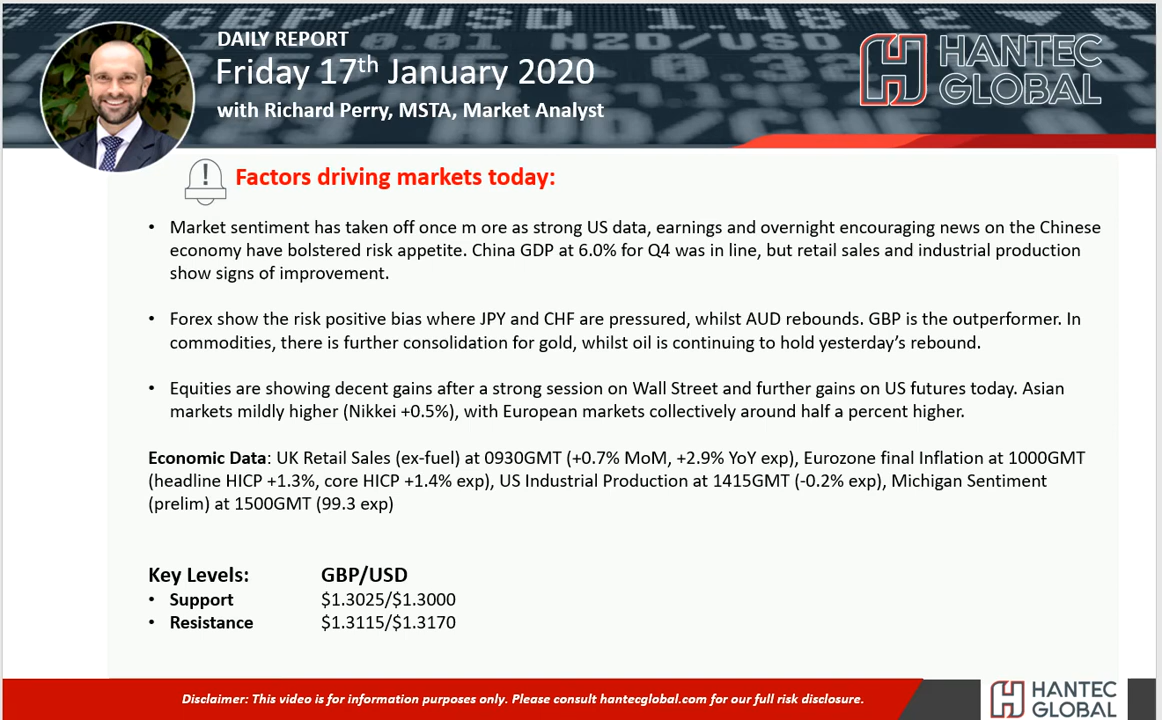 #1 GBP/USD 1.4872
0.01 NZD/USD
DAILY REPORT
Friday 17th January 2020
with Richard Perry, MSTA, Market Analyst
HANTEC
GLOBAL
Factors driving markets today:
• Market sentiment has taken off once m ore as strong US data, earnings and overnight encouraging news on the Chinese
economy have bolstered risk appetite. China GDP at 6.0% for Q4 was in line, but retail sales and industrial production
show signs of improvement.
• Forex show the risk positive bias where JPY and CHF are pressured, whilst AUD rebounds. GBP is the outperformer. In
commodities, there is further consolidation for gold, whilst oil is continuing to hold yesterday’s rebound.
• Equities are showing decent gains after a strong session on Wall Street and further gains on US futures today. Asian
markets mildly higher (Nikkei +0.5%), with European markets collectively around half a percent higher.
Economic Data: UK Retail Sales (ex-fuel) at 0930GMT (+0.7% MoM, +2.9% YoY exp), Eurozone final Inflation at 1000GMT
(headline HICP +1.3%, core HICP +1.4% exp), US Industrial Production at 1415GMT (-0.2% exp), Michigan Sentiment
(prelim) at 1500GMT (99.3 exp)
Key Levels: GBP/USD
• Support $1.3025/$1.3000
• Resistance $1.3115/$1.3170
Disclaimer: This video is for information purposes only. Please consult hantecglobal.com for our full risk disclosure.
HANTEC
GLOBAL